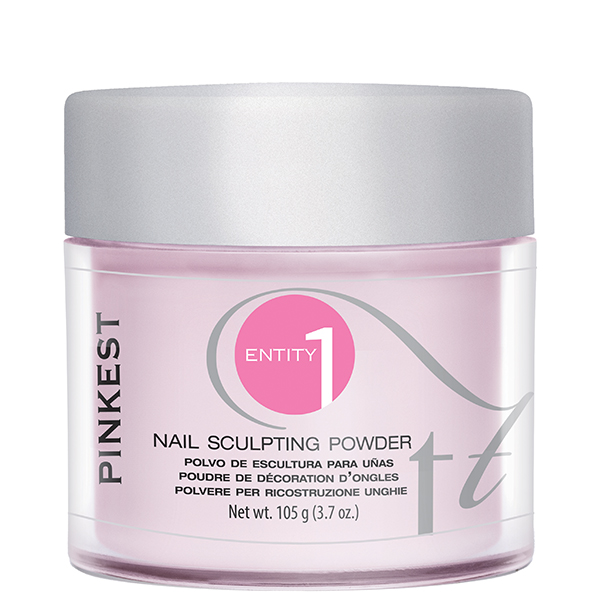 PINKEST
ENTITY 1
NAIL SCULPTING POWDER
POLVO DE ESCULTURA PARA UÑAS
POUDRE DE DÉCORATION D'ONGLES
POLVERE PER RICOSTRUZIONE UNGHIE
Net wt. 105 g (3.7 oz.)